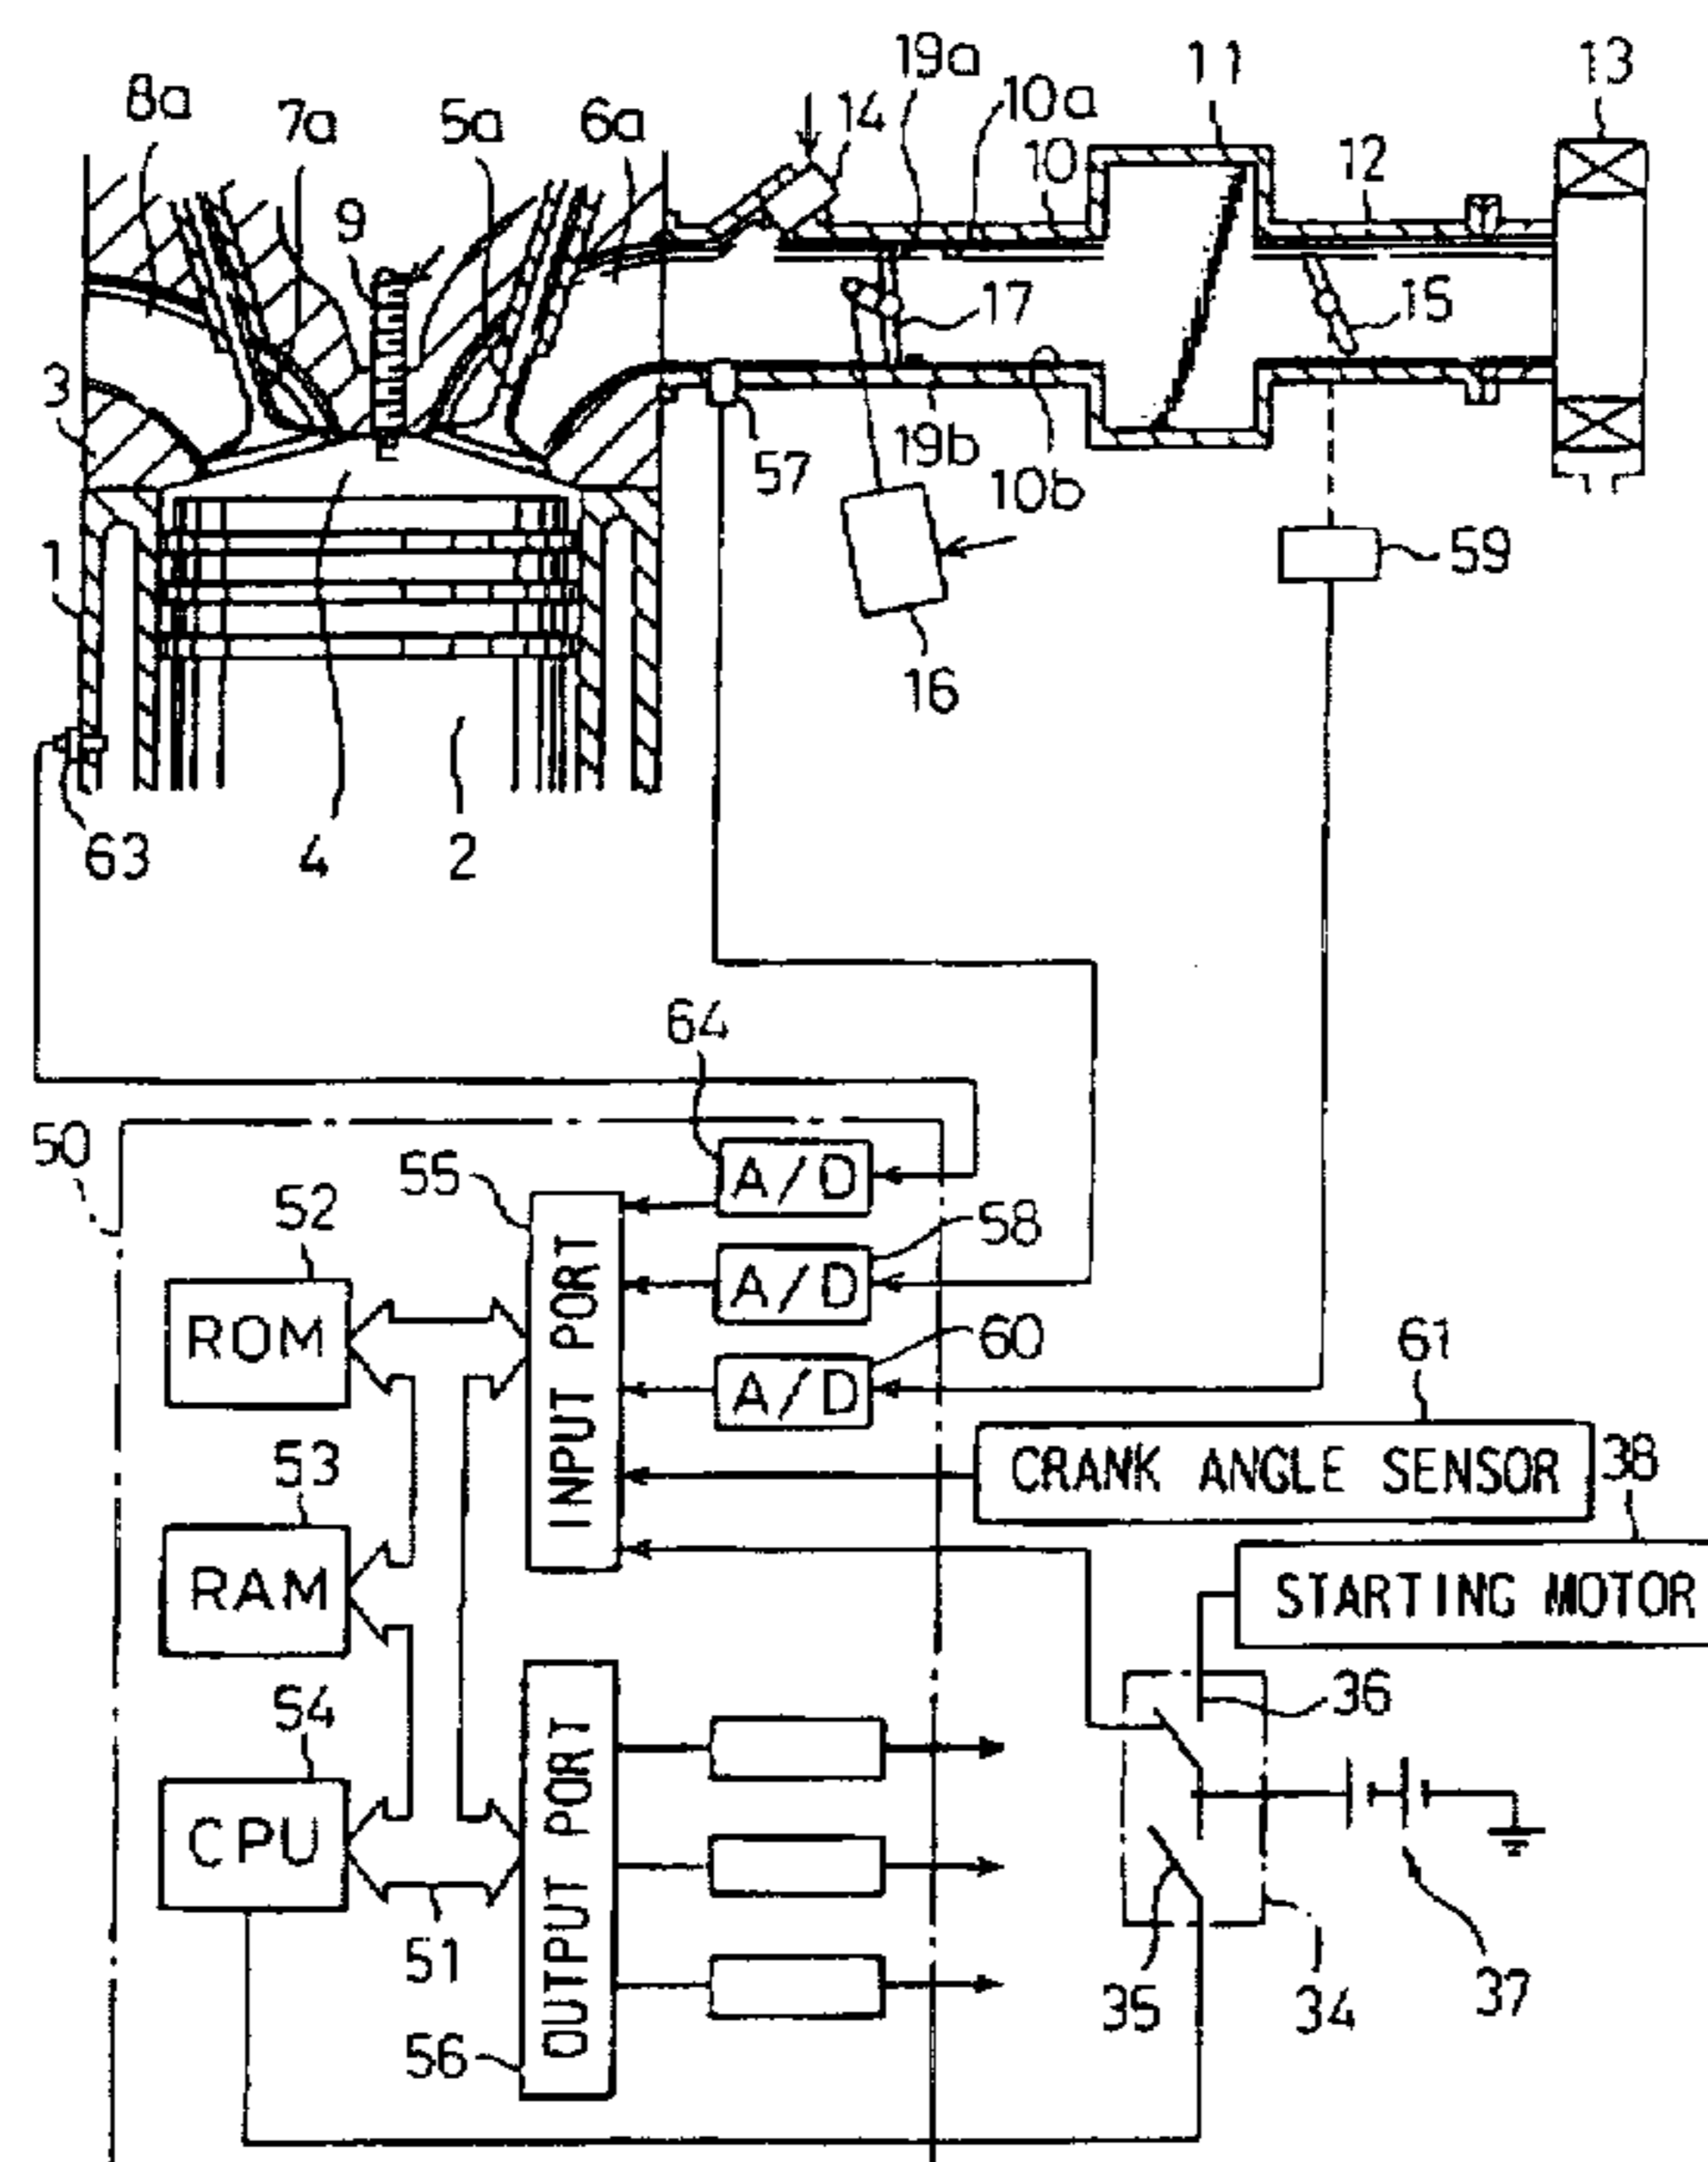 8a
7a
5a
6a
14
19a
10a
10
11
12
13
9
17
15
3
57
19b
10b
1
59
16
63
4
2
64
50
55
A/D
52
58
ROM
INPUT PORT
A/D
60
A/D
61
53
CRANK ANGLE SENSOR
38
RAM
STARTING MOTOR
54
36
CPU
OUTPUT PORT
51
35
34
37
56